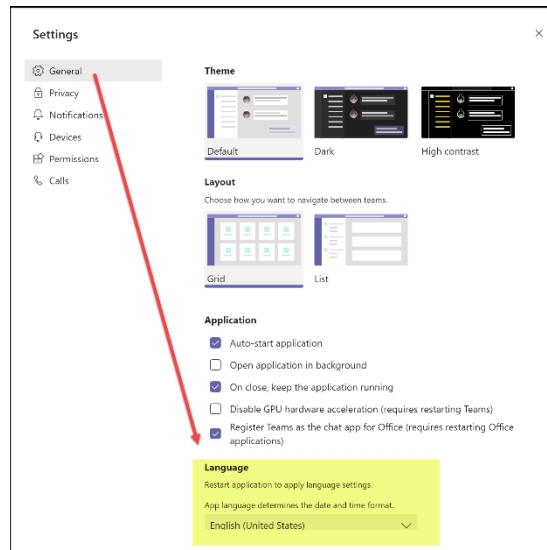 Settings
General
Privacy
Notifications
Devices
Permissions
Calls
Theme
Default
Dark
High contrast
Layout
Choose how you want to navigate between teams.
Grid
List
Application
Auto-start application
Open application in background
On close, keep the application running
Disable GPU hardware acceleration (requires restarting Teams)
Register Teams as the chat app for Office (requires restarting Office
applications)
Language
Restart application to apply language settings.
App language determines the date and time format.
English (United States)